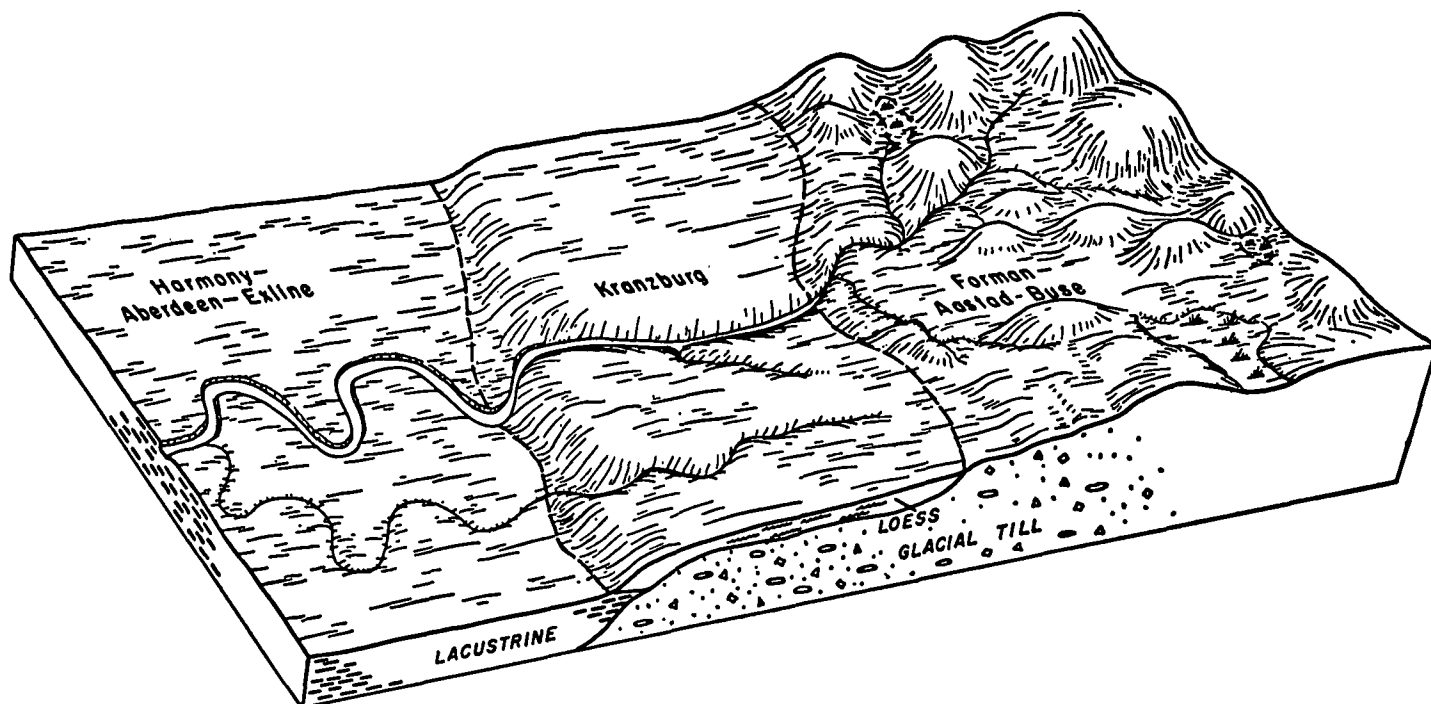 Harmony—
Aberdeen—Exline
Kranzburg
Forman—
Aastad-Buse
LOESS
GLACIAL TILL
LACUSTRINE